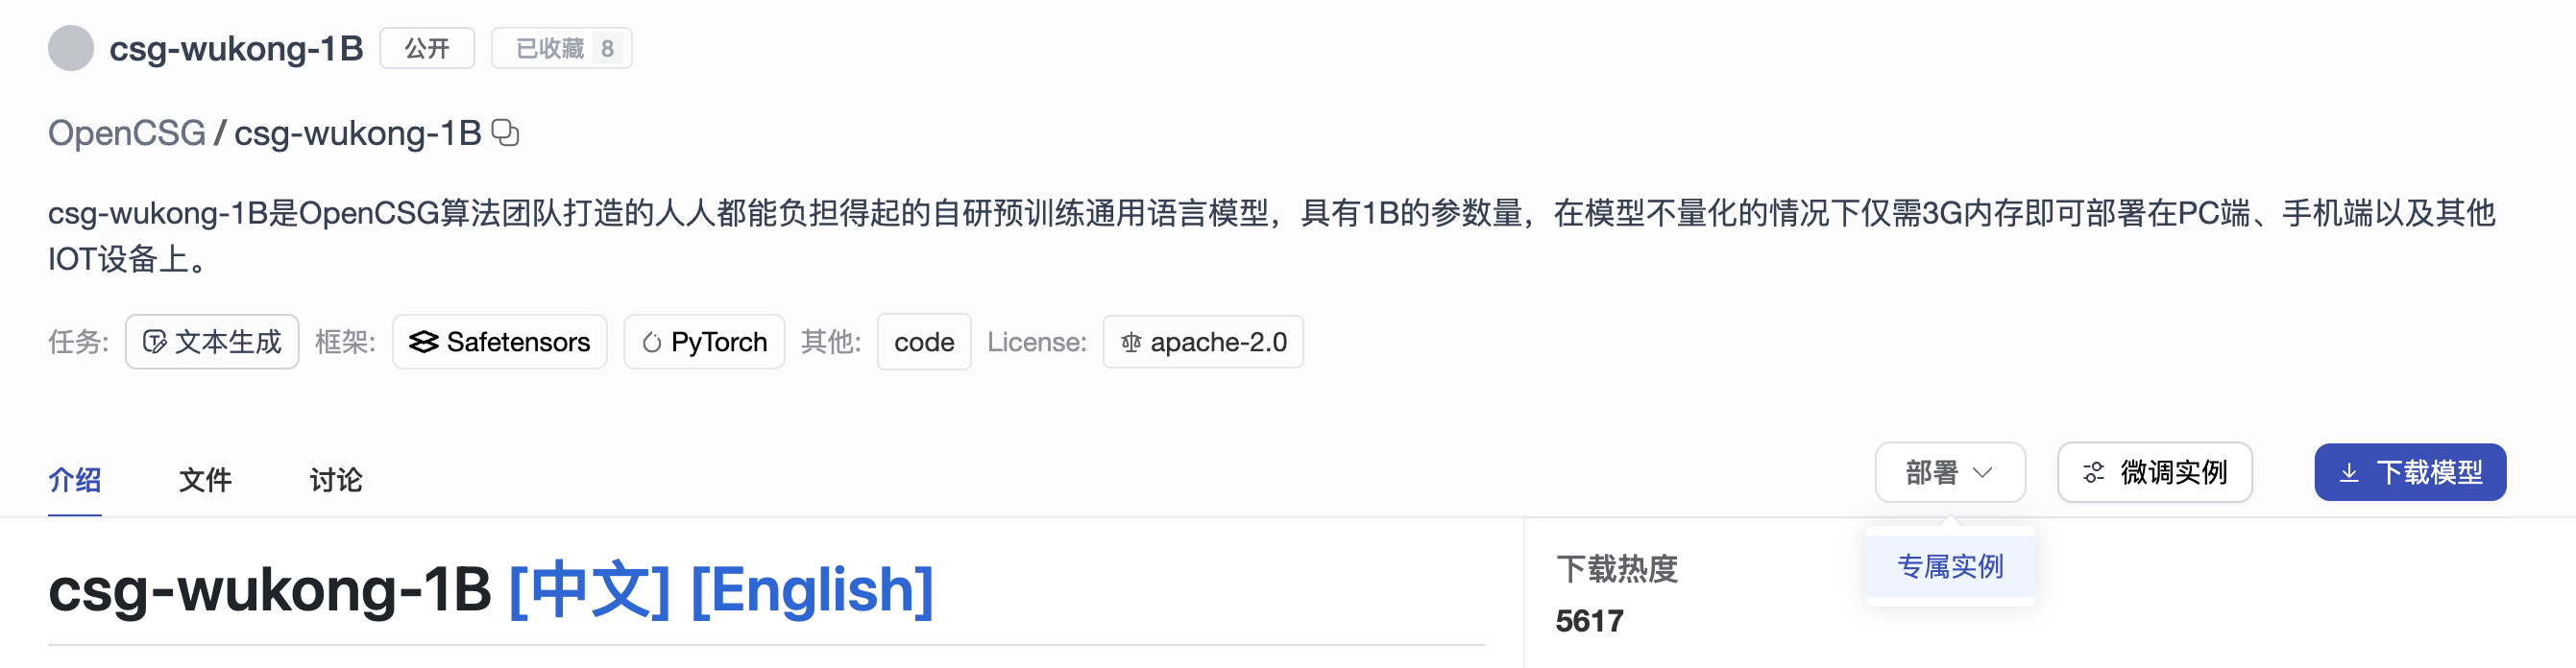 csg-wukong-1B 公开 已收藏 8
OpenCSG / csg-wukong-1B
csg-wukong-1B是OpenCSG算法团队打造的人人都能负担得起的自研预训练通用语言模型，具有1B的参数量，在模型不量化的情况下仅需3G内存即可部署在PC端、手机端以及其他
IOT设备上。
任务: 文本生成 框架: Safetensors PyTorch 其他: code License: apache-2.0
介绍 文件 讨论 部署 微调实例 下载模型
专属实例
csg-wukong-1B [中文] [English]
下载热度
5617